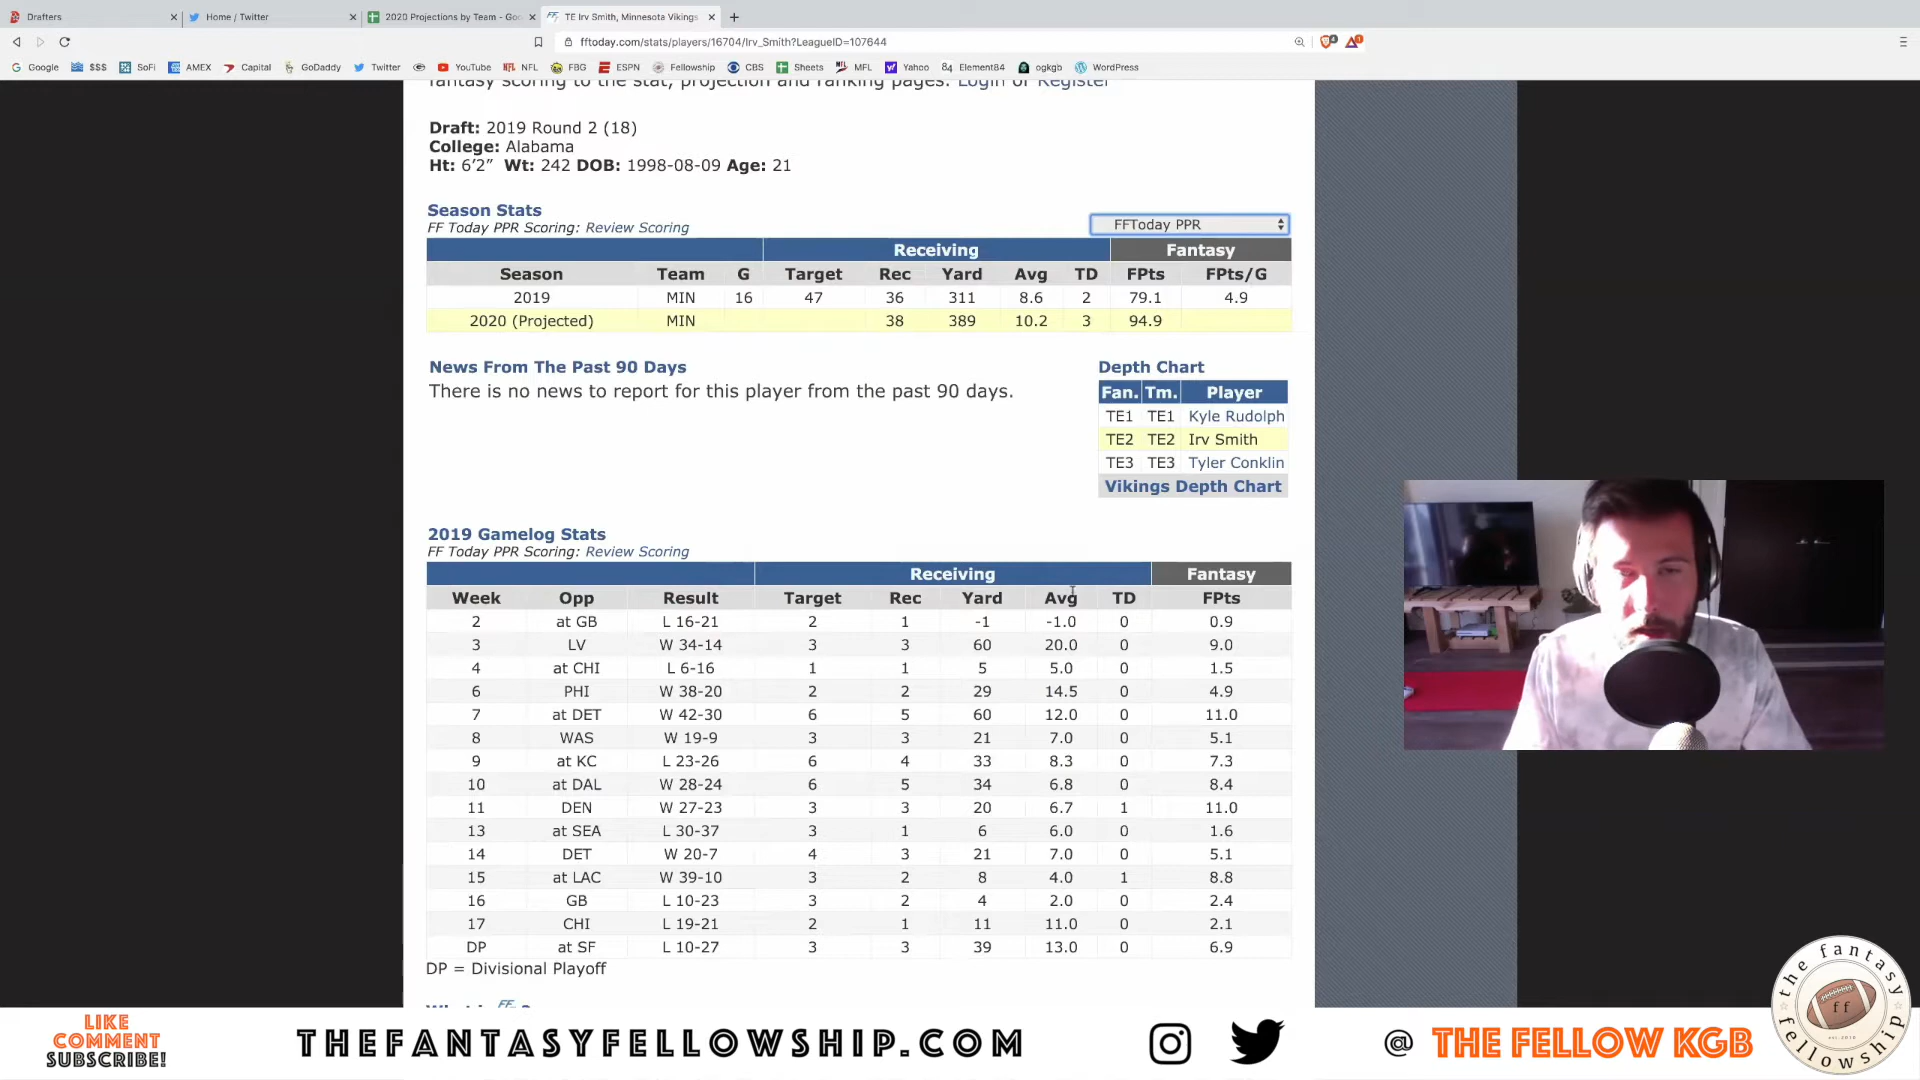 Drafters
Home / Twitter
2020 Projections by Team - Goo
TE Irv Smith, Minnesota Vikings
fftoday.com/stats/players/16704/Irv_Smith?LeagueID=107644
Google $$$ SoFi AMEX Capital GoDaddy Twitter YouTube NFL FBG ESPN Fellowship CBS Sheets MFL Yahoo Element84 ogkgb WordPress
fantasy scoring to the stat, projection and ranking pages. Login or Register
Draft: 2019 Round 2 (18)
College: Alabama
Ht: 6'2" Wt: 242 DOB: 1998-08-09 Age: 21
Season Stats
FF Today PPR Scoring: Review Scoring
FFToday PPR
Receiving Fantasy
Season Team G Target Rec Yard Avg TD FPts FPts/G
2019 MIN 16 47 36 311 8.6 2 79.1 4.9
2020 (Projected) MIN 38 389 10.2 3 94.9
News From The Past 90 Days
There is no news to report for this player from the past 90 days.
Depth Chart
Fan. Tm. Player
TE1 TE1 Kyle Rudolph
TE2 TE2 Irv Smith
TE3 TE3 Tyler Conklin
Vikings Depth Chart
2019 Gamelog Stats
FF Today PPR Scoring: Review Scoring
Receiving Fantasy
Week Opp Result Target Rec Yard Avg TD FPts
2 at GB L 16-21 2 1 -1 -1.0 0 0.9
3 LV W 34-14 3 3 60 20.0 0 9.0
4 at CHI L 6-16 1 1 5 5.0 0 1.5
6 PHI W 38-20 2 2 29 14.5 0 4.9
7 at DET W 42-30 6 5 60 12.0 0 11.0
8 WAS W 19-9 3 3 21 7.0 0 5.1
9 at KC L 23-26 6 4 33 8.3 0 7.3
10 at DAL W 28-24 6 5 34 6.8 0 8.4
11 DEN W 27-23 3 3 20 6.7 1 11.0
13 at SEA L 30-37 3 1 6 6.0 0 1.6
14 DET W 20-7 4 3 21 7.0 0 5.1
15 at LAC W 39-10 3 2 8 4.0 1 8.8
16 GB L 10-23 3 2 4 2.0 0 2.4
17 CHI L 19-21 2 1 11 11.0 0 2.1
DP at SF L 10-27 3 3 39 13.0 0 6.9
DP = Divisional Playoff
LIKE
COMMENT
SUBSCRIBE!
THEFANTASYFELLOWSHIP.COM
@ THE FELLOW KGB
the fantasy
ff
fellowship